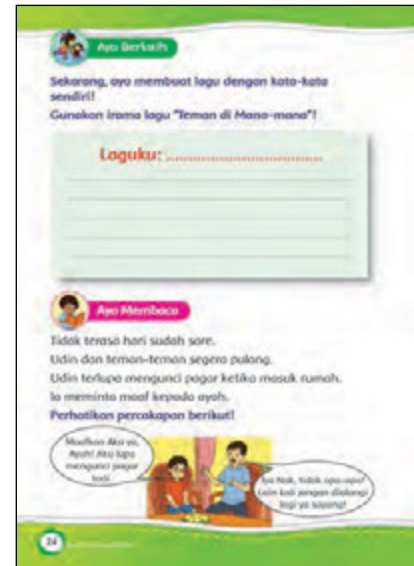 Ayo Berlatih
Sekarang, ayo membuat lagu dengan kata-kata
sendiri!
Gunakan irama lagu "Teman di Mana-mana"!
Laguku: ........................................
Ayo Membaca
Tidak terasa hari sudah sore.
Udin dan teman-teman segera pulang.
Udin terlupa mengunci pagar ketika masuk rumah.
Ia meminta maaf kepada ayah.
Perhatikan percakapan berikut!
Maafkan Aku ya,
Ayah! Aku lupa
mengunci pagar
tadi.
Iya Nak, tidak apa-apa!
Lain kali jangan diulangi
lagi ya sayang!
24